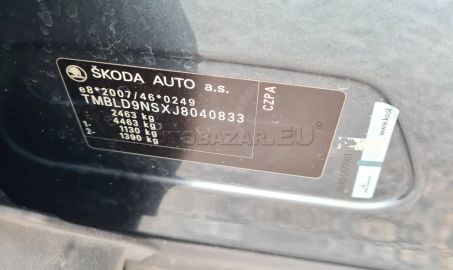 ŠKODA AUTO a.s.
e8*2007/46*0249
TMBLD9NSXJ8040833
2463 kg
1- 4463 kg
2- 1130 kg
1390 kg
CZPA
AUTOBAZAR.EU